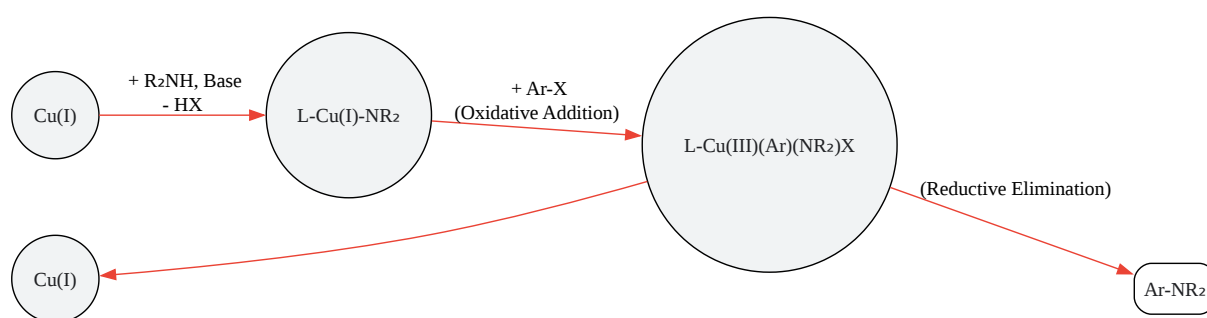 Cu(I)
+ R₂NH, Base
- HX
L-Cu(I)-NR₂
+ Ar-X
(Oxidative Addition)
L-Cu(III)(Ar)(NR₂)X
(Reductive Elimination)
Cu(I)
Ar-NR₂